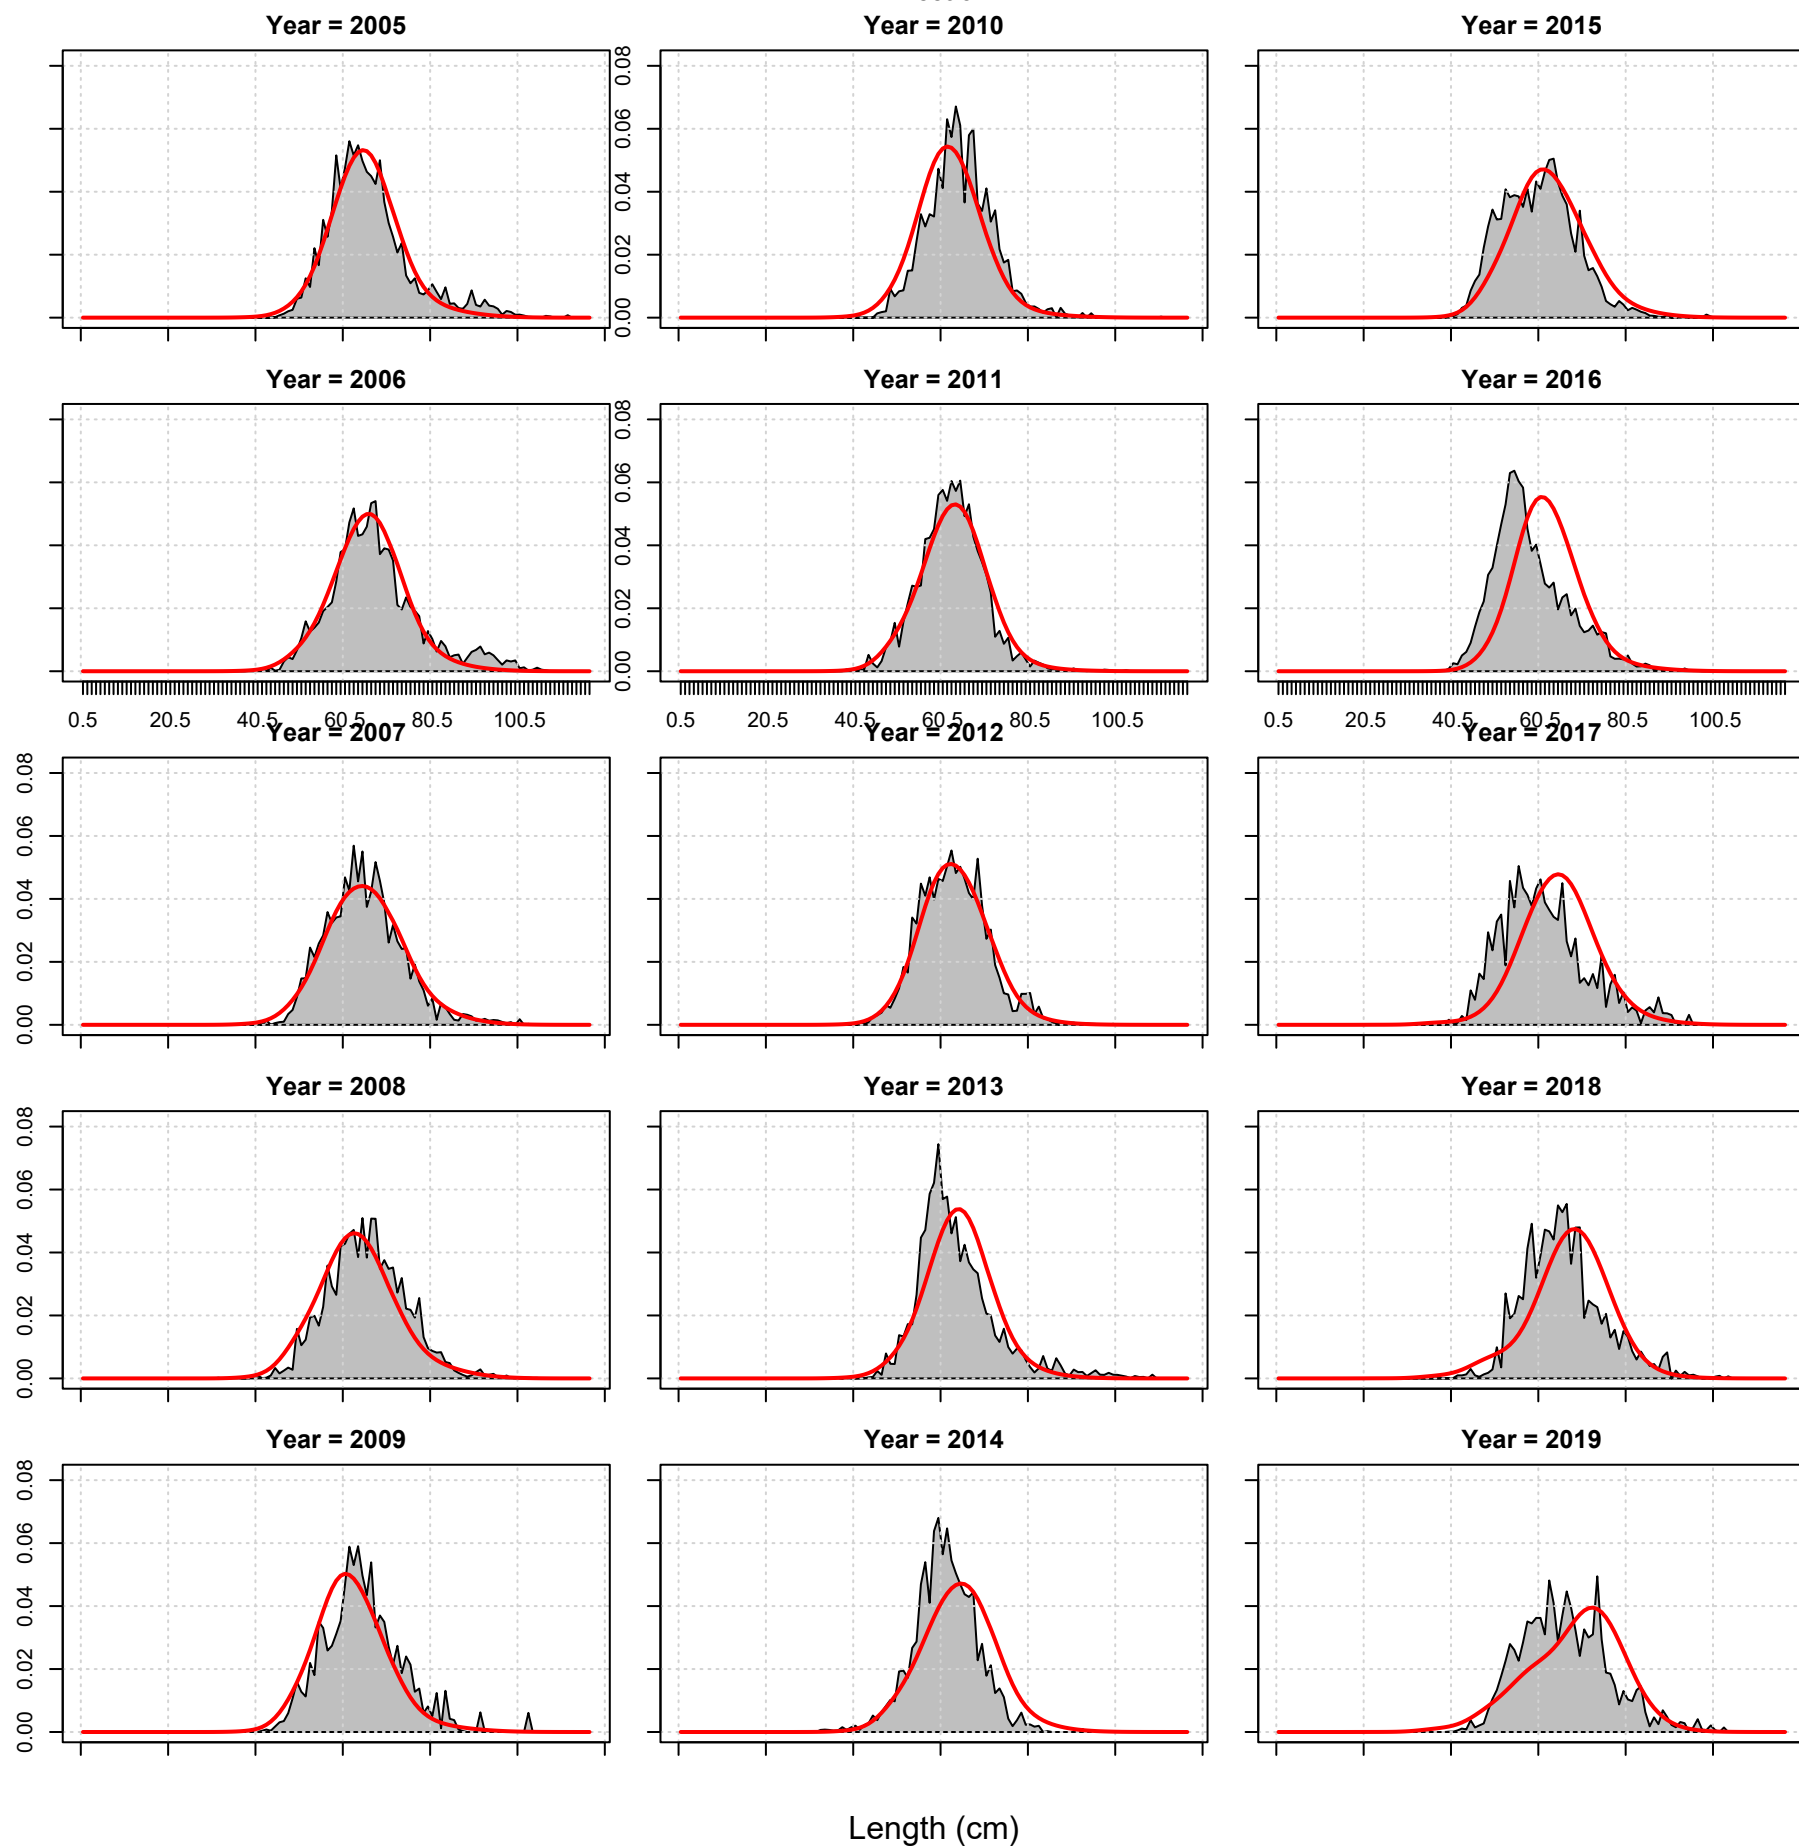 Year = 2005 Year = 2010 Year = 2015
0.00 0.02 0.04 0.06 0.08
Year = 2006 Year = 2011 Year = 2016
0.00 0.02 0.04 0.06 0.08
0.5 20.5 40.5 60.5 80.5 100.5 0.5 20.5 40.5 60.5 80.5 100.5 0.5 20.5 40.5 60.5 80.5 100.5
Year = 2007 Year = 2012 Year = 2017
0.00 0.02 0.04 0.06 0.08
Year = 2008 Year = 2013 Year = 2018
0.00 0.02 0.04 0.06 0.08
Year = 2009 Year = 2014 Year = 2019
0.00 0.02 0.04 0.06 0.08
Length (cm)